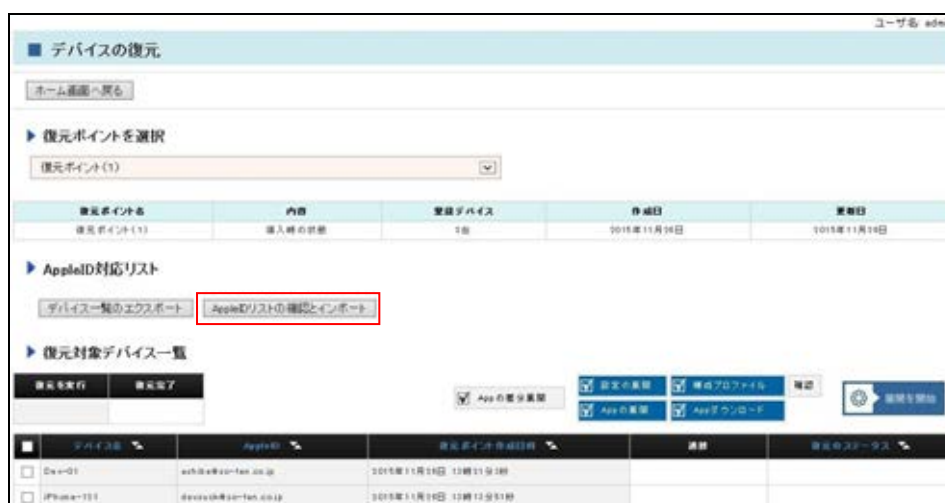 ユーザ名: adm
■ デバイスの復元
ホーム画面へ戻る
復元ポイントを選択
復元ポイント(1)
復元ポイント名 内容 登録デバイス 作成日 更新日
復元ポイント(1) 導入時の状態 2015年11月26日 2015年11月26日
AppleID対応リスト
デバイス一覧のエクスポート AppleIDリストの確認とインポート
復元対象デバイス一覧
復元を実行 復元完了
Appの差分展開 設定の展開 構成プロファイル 確認 展開を開始
Appの展開 Appダウンロード
デバイス名 AppleID 復元ポイント作成日時 復元のステータス
Dev-01
iPhone-101